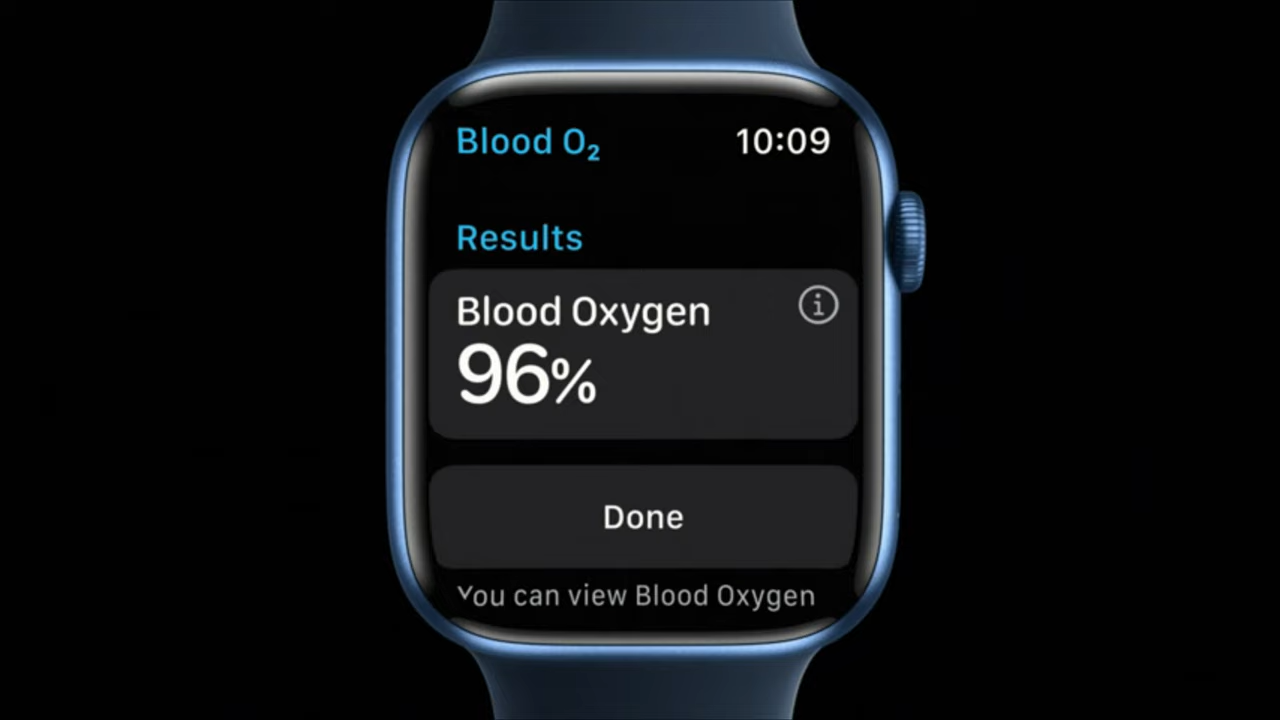 Blood O₂ 10:09
Results
Blood Oxygen
96%
Done
You can view Blood Oxygen